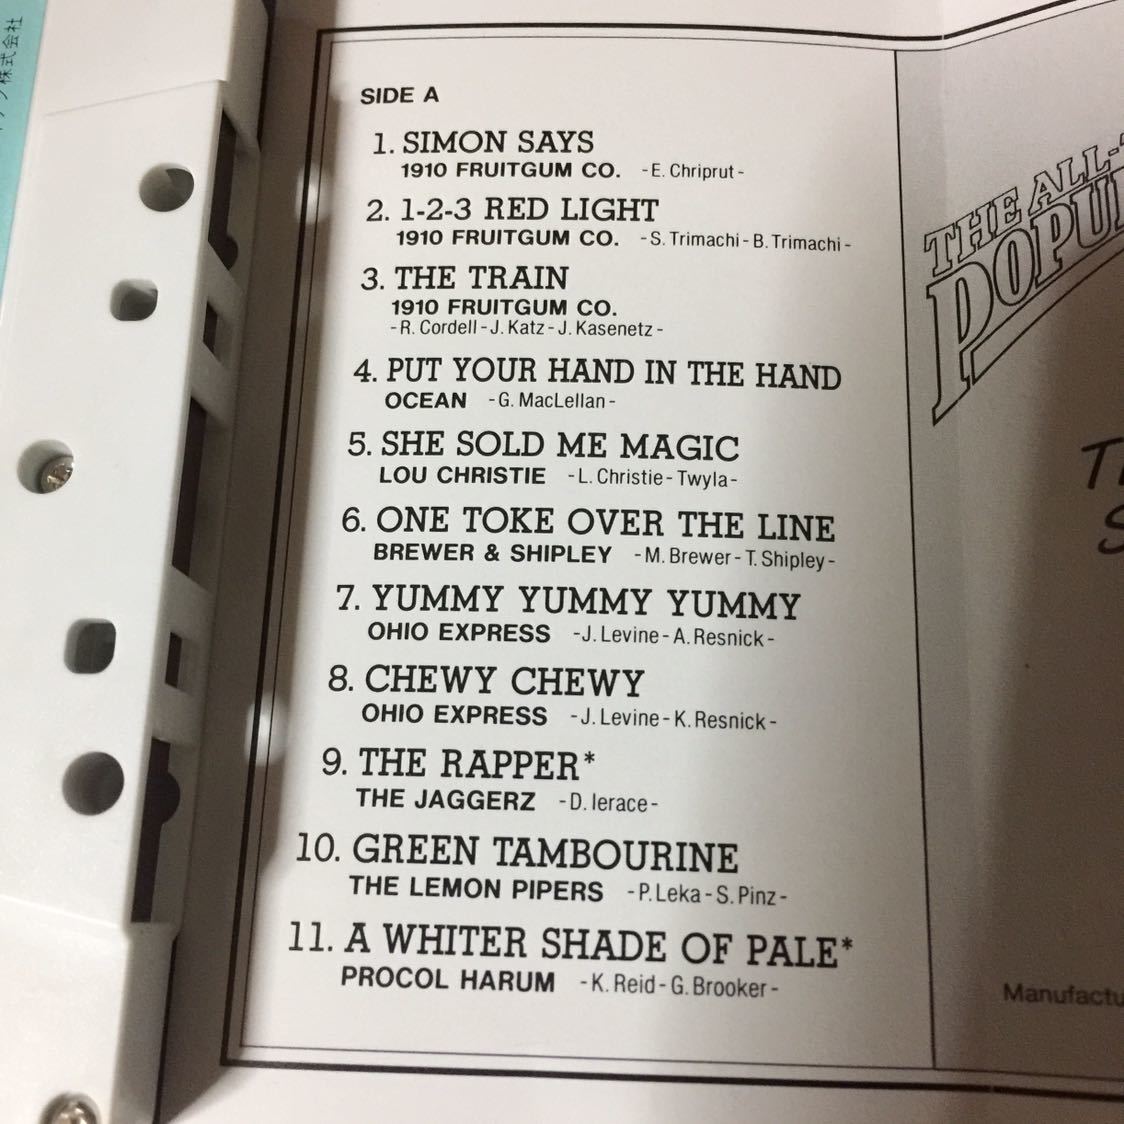 SIDE A
1. SIMON SAYS
1910 FRUITGUM CO. -E. Chriprut-
2. 1-2-3 RED LIGHT
1910 FRUITGUM CO. -S. Trimachi-B. Trimachi-
3. THE TRAIN
1910 FRUITGUM CO.
-R. Cordell-J. Katz-J. Kasenetz-
4. PUT YOUR HAND IN THE HAND
OCEAN -G. MacLellan-
5. SHE SOLD ME MAGIC
LOU CHRISTIE -L. Christie-Twyla-
6. ONE TOKE OVER THE LINE
BREWER & SHIPLEY -M. Brewer-T. Shipley-
7. YUMMY YUMMY YUMMY
OHIO EXPRESS -J. Levine-A. Resnick-
8. CHEWY CHEWY
OHIO EXPRESS -J. Levine-K. Resnick-
9. THE RAPPER*
THE JAGGERZ -D. Ierace-
10. GREEN TAMBOURINE
THE LEMON PIPERS -P. Leka-S. Pinz-
11. A WHITER SHADE OF PALE*
PROCOL HARUM -K. Reid-G. Brooker-
THE ALL-
POPU
Manufactu
株式会社